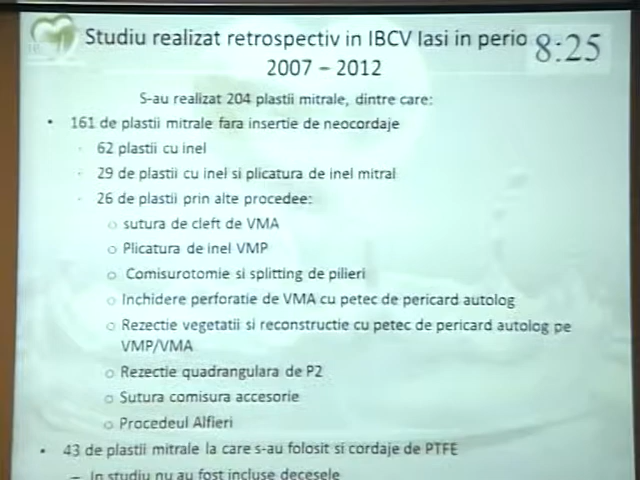 Studiu realizat retrospectiv in IBCV Iasi in perio
8:25
2007 – 2012
S-au realizat 204 plastii mitrale, dintre care:
• 161 de plastii mitrale fara insertie de neocordaje
· 62 plastii cu inel
· 29 de plastii cu inel si plicatura de inel mitral
· 26 de plastii prin alte procedee:
o sutura de cleft de VMA
o Plicatura de inel VMP
o Comisurotomie si splitting de pilieri
o Inchidere perforatie de VMA cu petec de pericard autolog
o Rezectie vegetatii si reconstructie cu petec de pericard autolog pe
VMP/VMA
o Rezectie quadrangulara de P2
o Sutura comisura accesorie
o Procedeul Alfieri
• 43 de plastii mitrale la care s-au folosit si cordaje de PTFE
– In studiu nu au fost incluse decesele